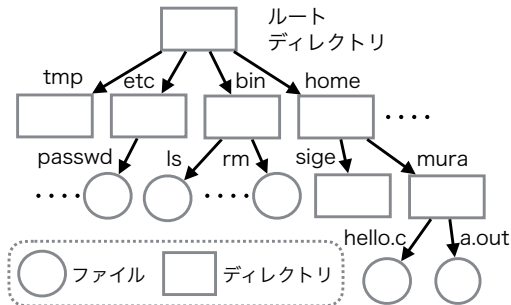 ルート
ディレクトリ
tmp
etc
bin
home
passwd
ls
rm
sige
mura
hello.c
a.out
ファイル
ディレクトリ